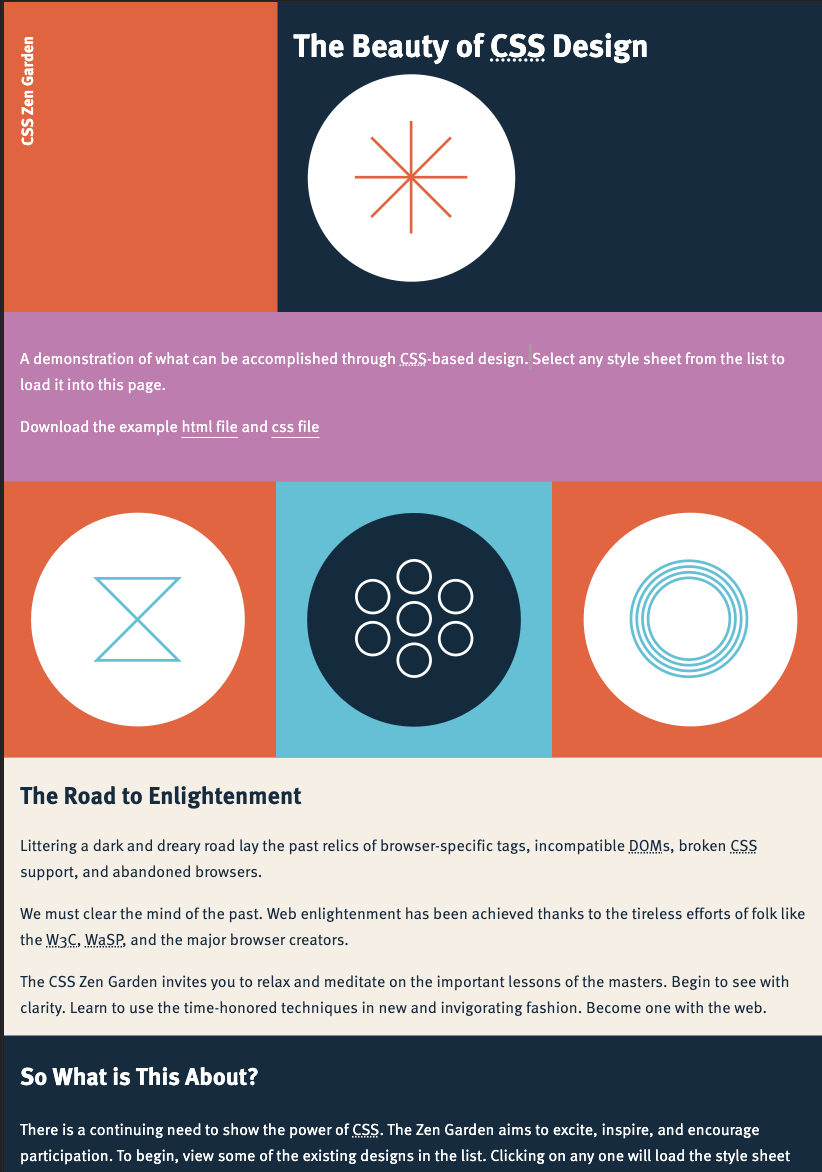 CSS Zen Garden
The Beauty of CSS Design
A demonstration of what can be accomplished through CSS-based design. Select any style sheet from the list to
load it into this page.
Download the example html file and css file
The Road to Enlightenment
Littering a dark and dreary road lay the past relics of browser-specific tags, incompatible DOMs, broken CSS
support, and abandoned browsers.
We must clear the mind of the past. Web enlightenment has been achieved thanks to the tireless efforts of folk like
the W3C, WaSP, and the major browser creators.
The CSS Zen Garden invites you to relax and meditate on the important lessons of the masters. Begin to see with
clarity. Learn to use the time-honored techniques in new and invigorating fashion. Become one with the web.
So What is This About?
There is a continuing need to show the power of CSS. The Zen Garden aims to excite, inspire, and encourage
participation. To begin, view some of the existing designs in the list. Clicking on any one will load the style sheet